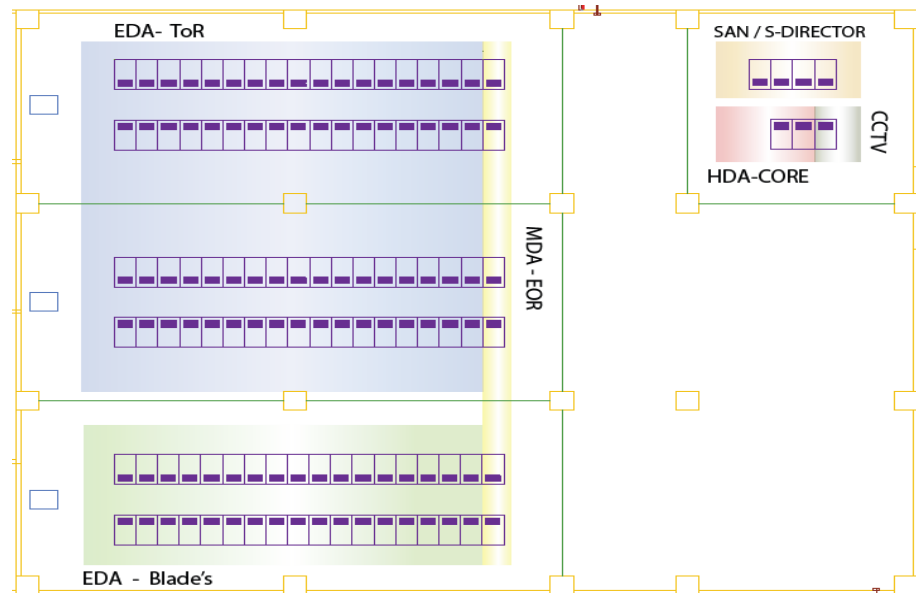 EDA- ToR
SAN / S-DIRECTOR
CCTV
HDA-CORE
MDA - EOR
EDA - Blade's